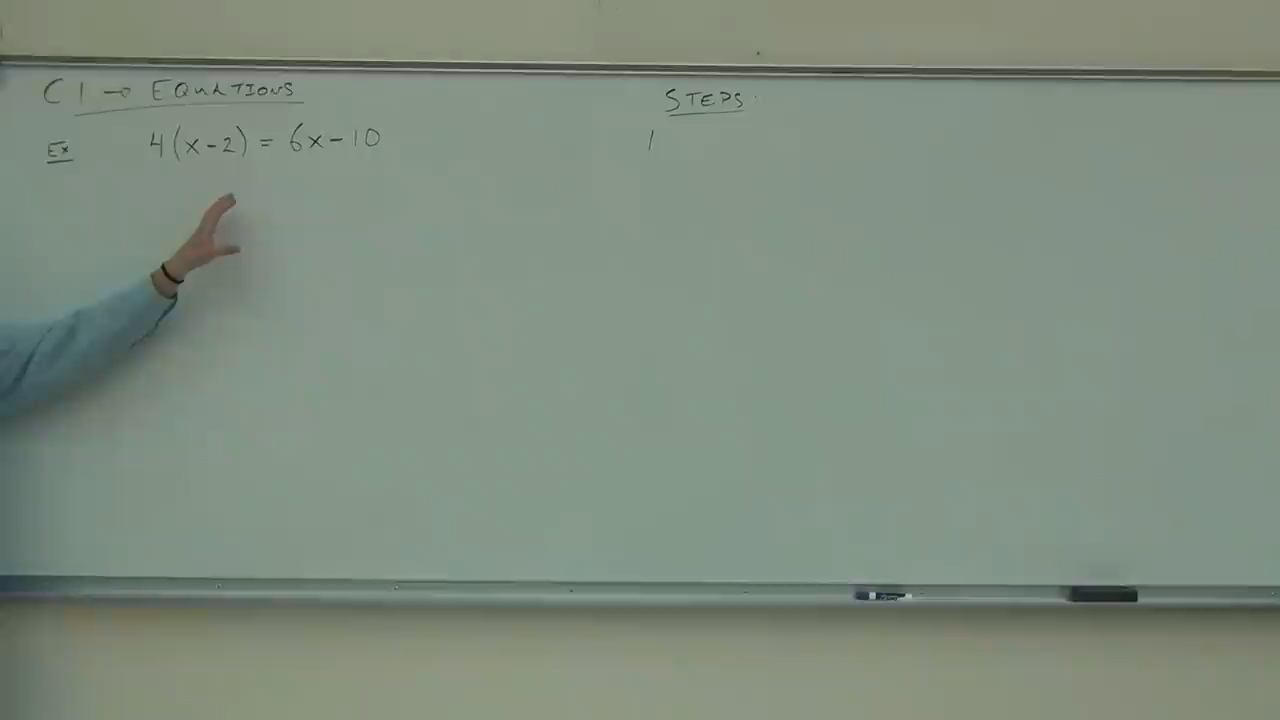 C1 → EQUATIONS
Ex 4(x-2) = 6x-10
STEPS:
1